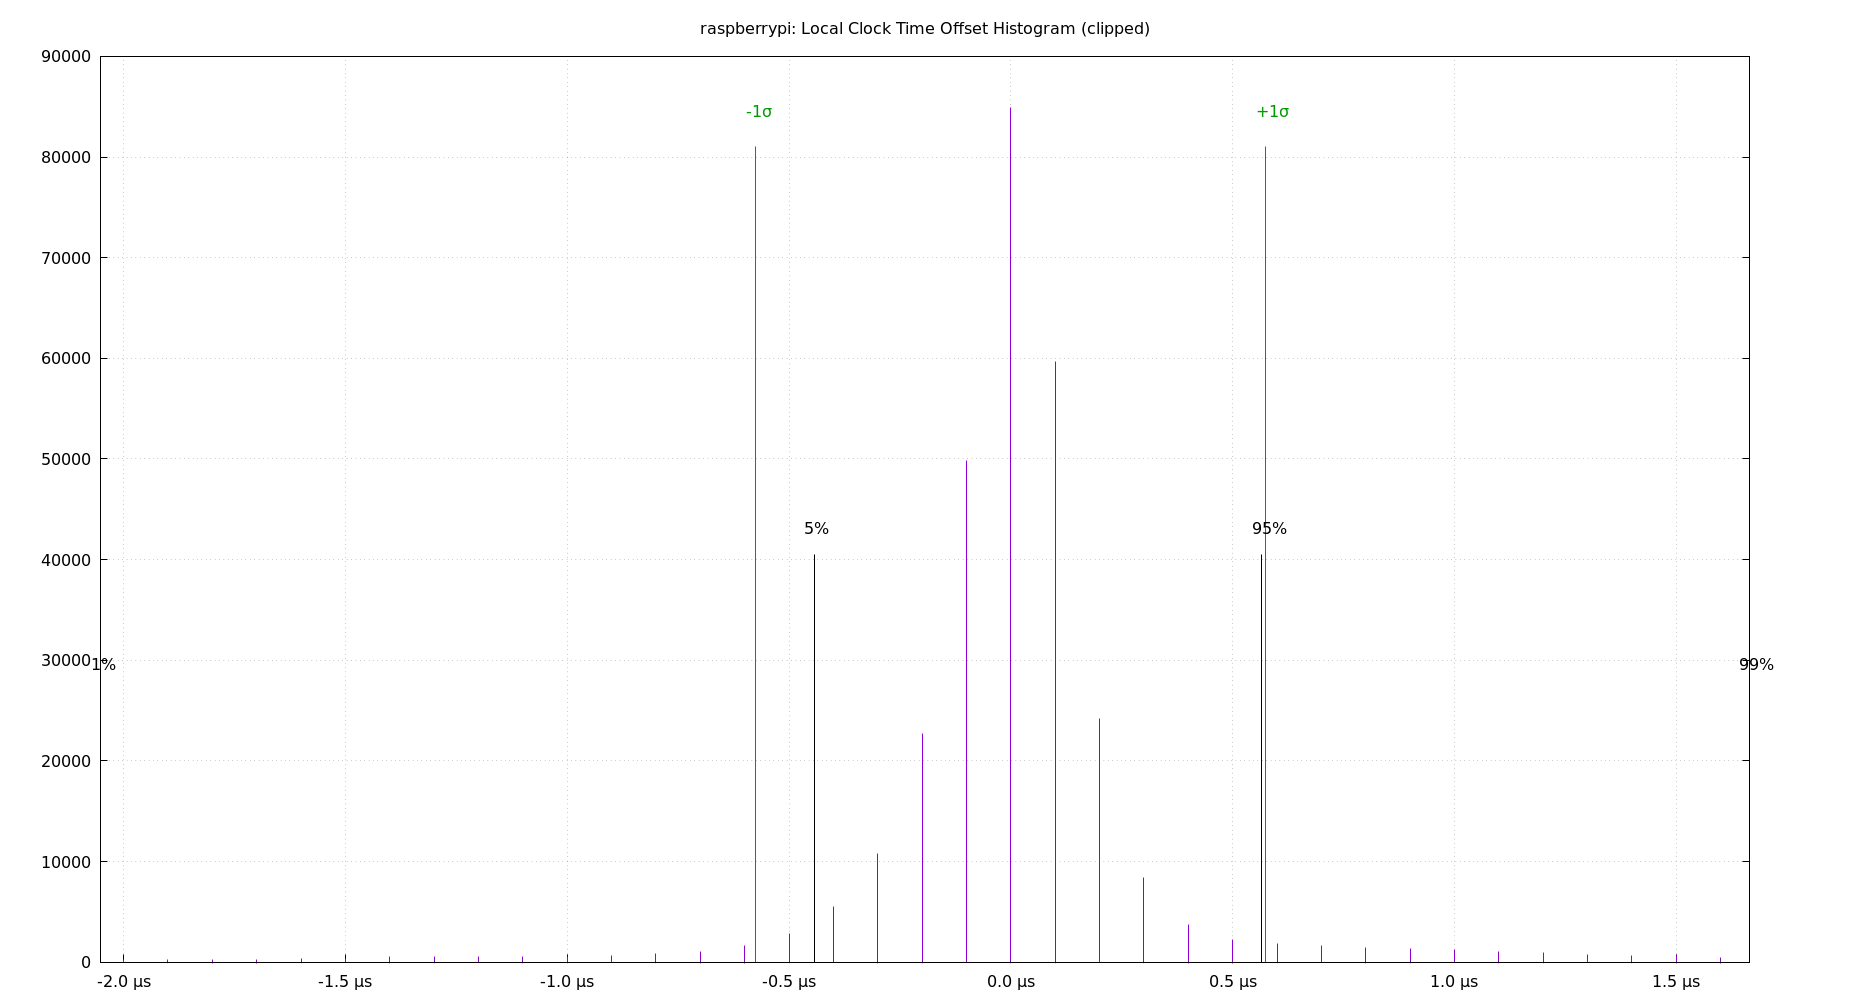 raspberrypi: Local Clock Time Offset Histogram (clipped)
90000
-1σ
+1σ
80000
70000
60000
50000
5%
95%
40000
30000
1%
99%
20000
10000
0
-2.0 µs
-1.5 µs
-1.0 µs
-0.5 µs
0.0 µs
0.5 µs
1.0 µs
1.5 µs